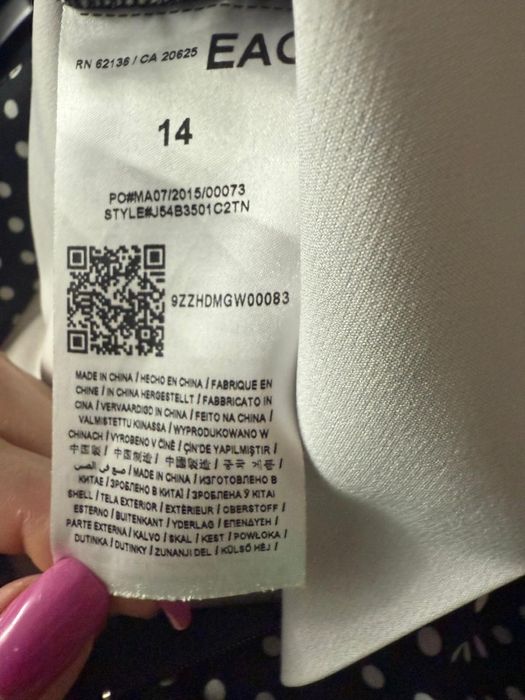 RN 62136 / CA 20625 EAC
14
PO#MA07/2015/00073
STYLE#J54B3501C2TN
9ZZHDMGW00083
MADE IN CHINA / HECHO EN CHINA / FABRIQUE EN
CHINE / IN CHINA HERGESTELLT / FABBRICATO IN
CINA / VERVAARDIGD IN CHINA / FEITO NA CHINA /
VALMISTETTU KIINASSA / WYPRODUKOWANO W
CHINACH / VYROBENO V ČÍNĚ / ÇİN'DE YAPILMIŞTIR /
中国製 / 中国制造 / 中國製造 / 중국 제품 /
صنع في الصين / MADE IN CHINA / ИЗГОТОВЛЕНО В
КИТАЕ / ЗРОБЛЕНО В КИТАЇ / ЗРОБЛЕНА Ў КІТАІ
SHELL / TELA EXTERIOR / EXTÉRIEUR / OBERSTOFF /
ESTERNO / BUITENKANT / YDERLAG / ΕΠΕΝΔΥΣΗ /
PARTE EXTERNA / KALVO / SKAL / KEST / POWŁOKA /
DUTINKA / DUTINKY / ZUNANJI DEL / KÜLSŐ HÉJ /